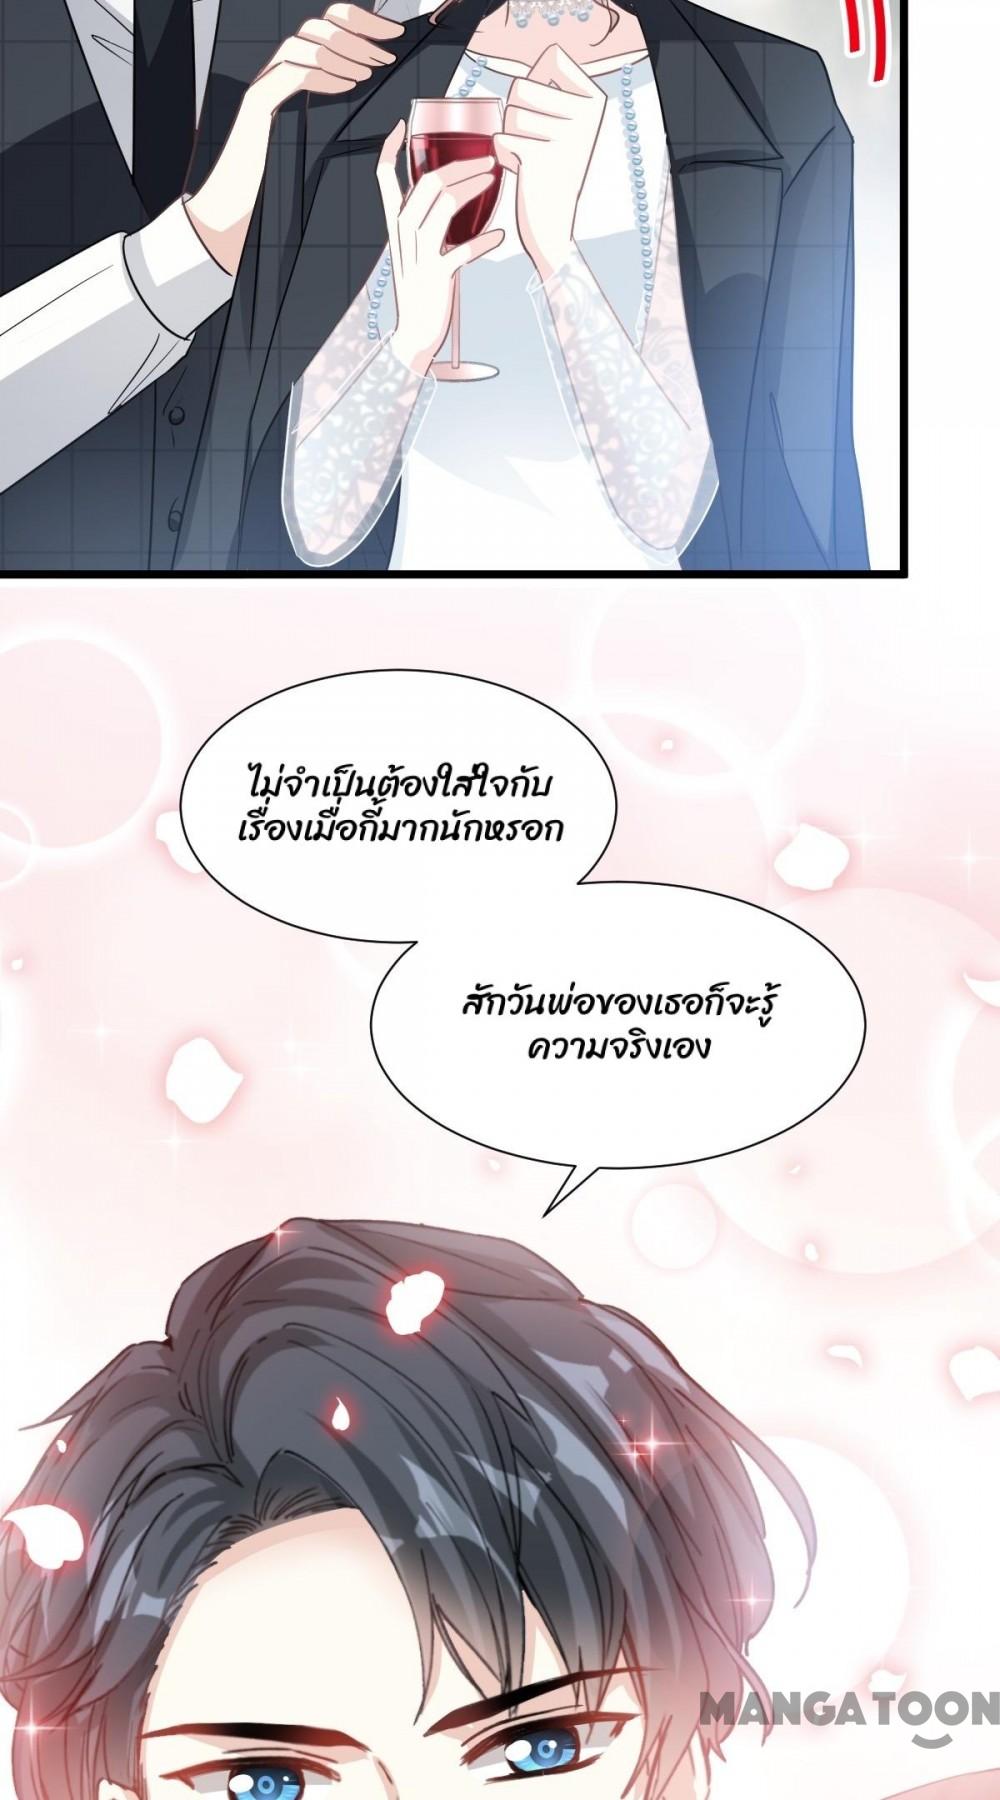 ไม่จำเป็นต้องใส่ใจกับ
เรื่องเมื่อกี้มากนักหรอก
สักวันพ่อของเธอก็จะรู้
ความจริงเอง
MANGATOON